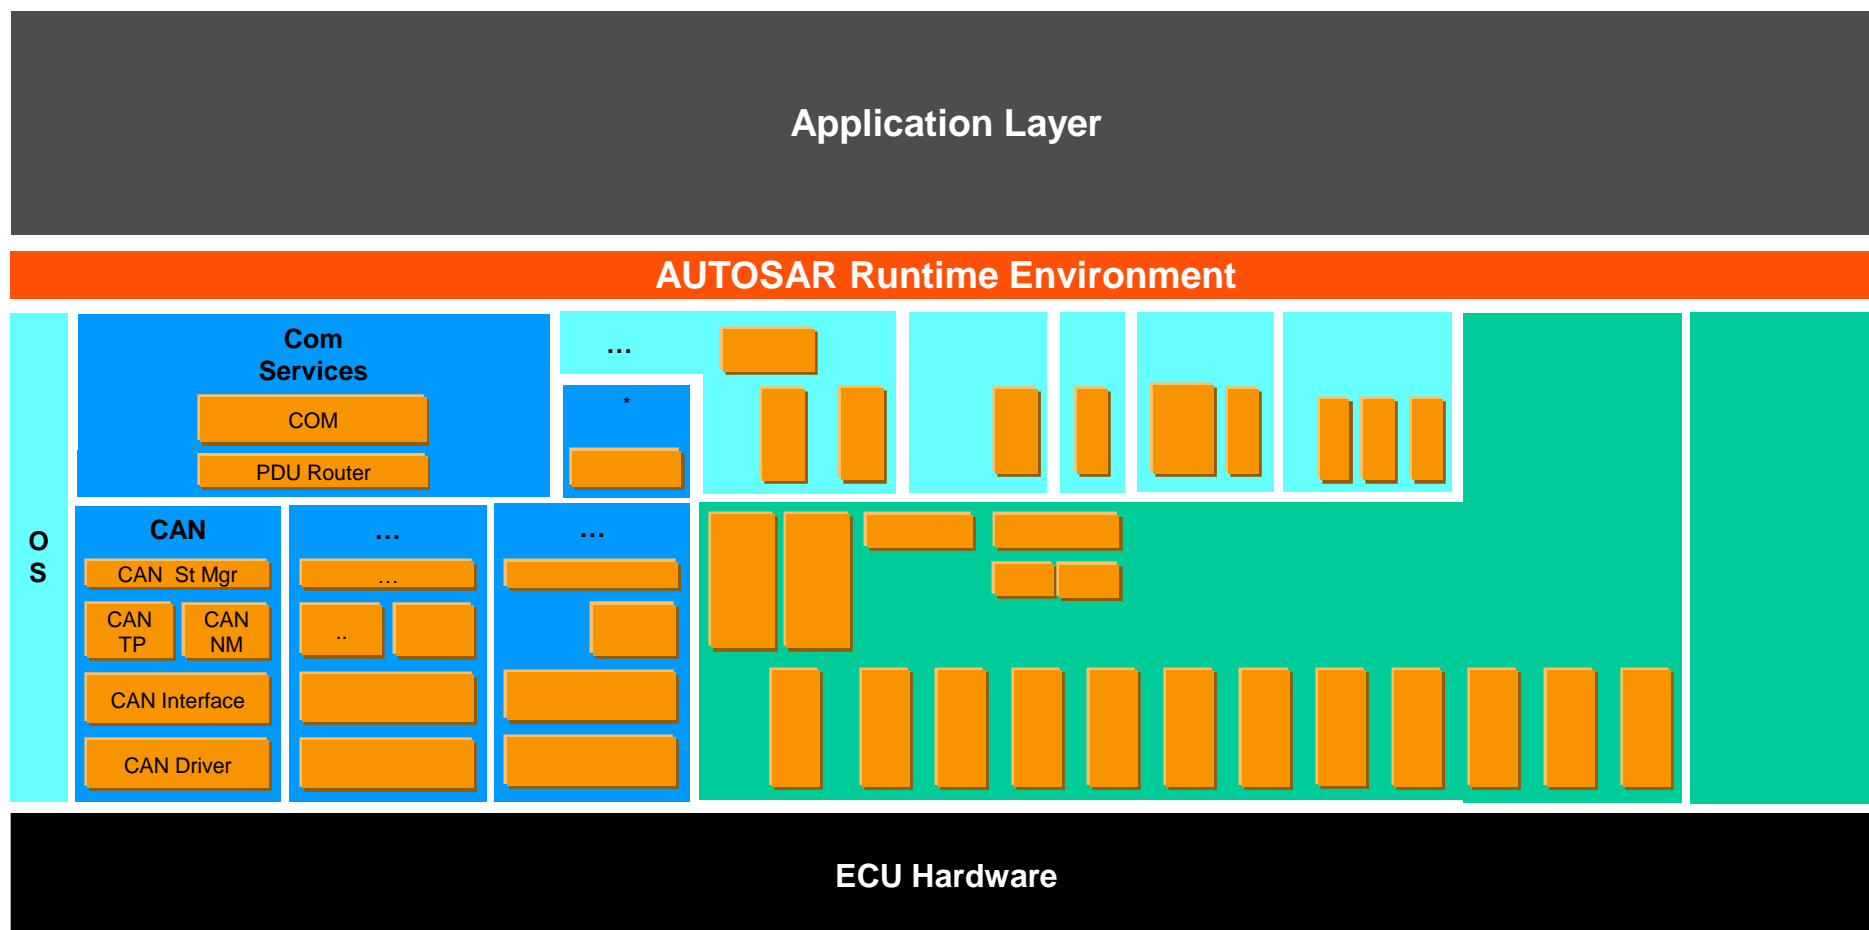 Application Layer
AUTOSAR Runtime Environment
O
S
Com
Services
COM
PDU Router
…
*
CAN
CAN  St Mgr
CAN
TP
CAN
NM
CAN Interface
CAN Driver
…
…
..
…
ECU Hardware